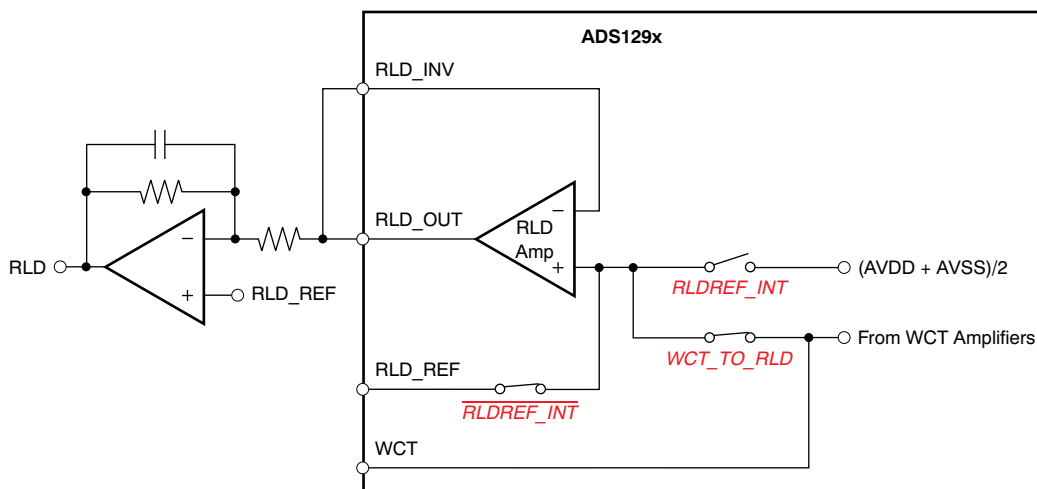 ADS129x
RLD_INV
RLD_OUT
−
RLD
Amp
+
−
+
RLD
RLD_REF
(AVDD + AVSS)/2
RLDREF_INT
From WCT Amplifiers
WCT_TO_RLD
RLD_REF
RLDREF_INT
WCT